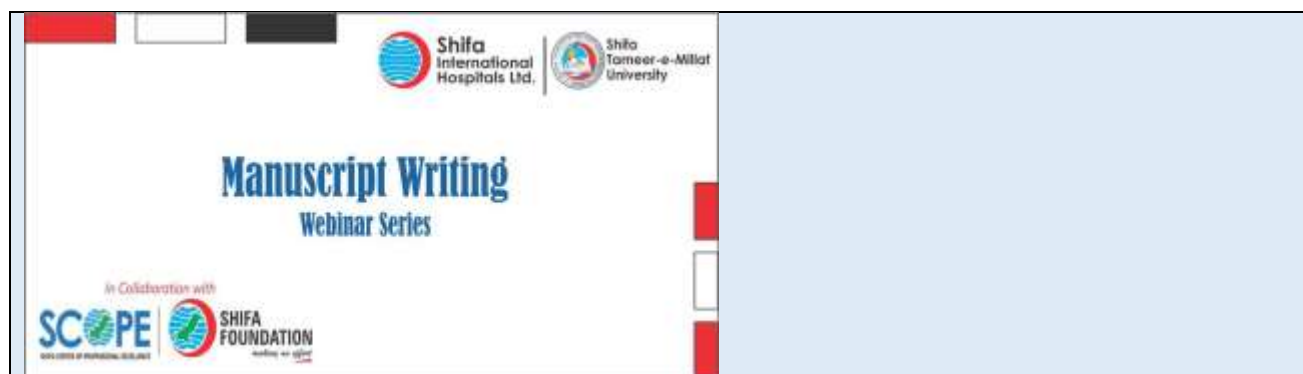 Shifa
International
Hospitals Ltd.
Shifa
Tameer-e-Millat
University
Manuscript Writing
Webinar Series
In Collaboration with
SCOPE
SHIFA
FOUNDATION